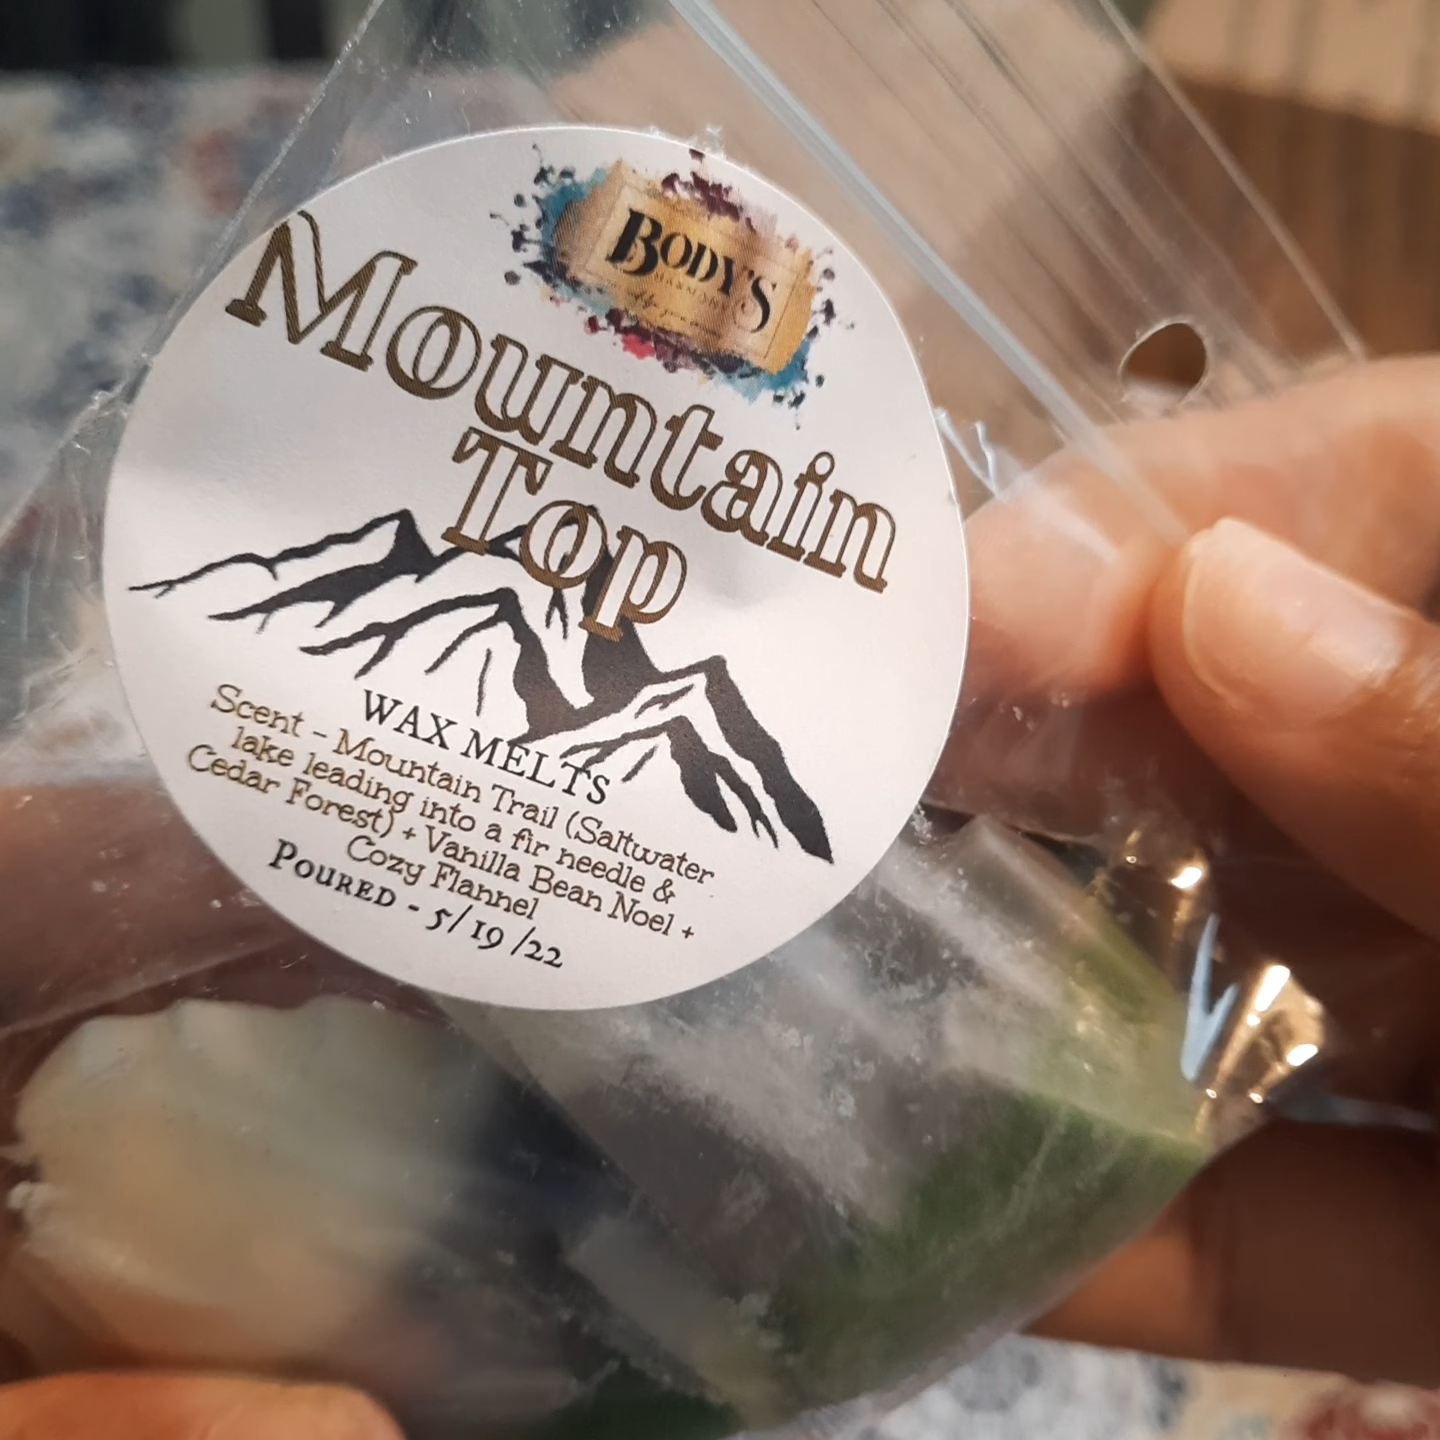 BODY'S
Mountain
Top
WAX MELTS
Scent - Mountain Trail (Saltwater
lake leading into a fir needle &
Cedar Forest) + Vanilla Bean Noel +
Cozy Flannel
POURED - 5/19/22